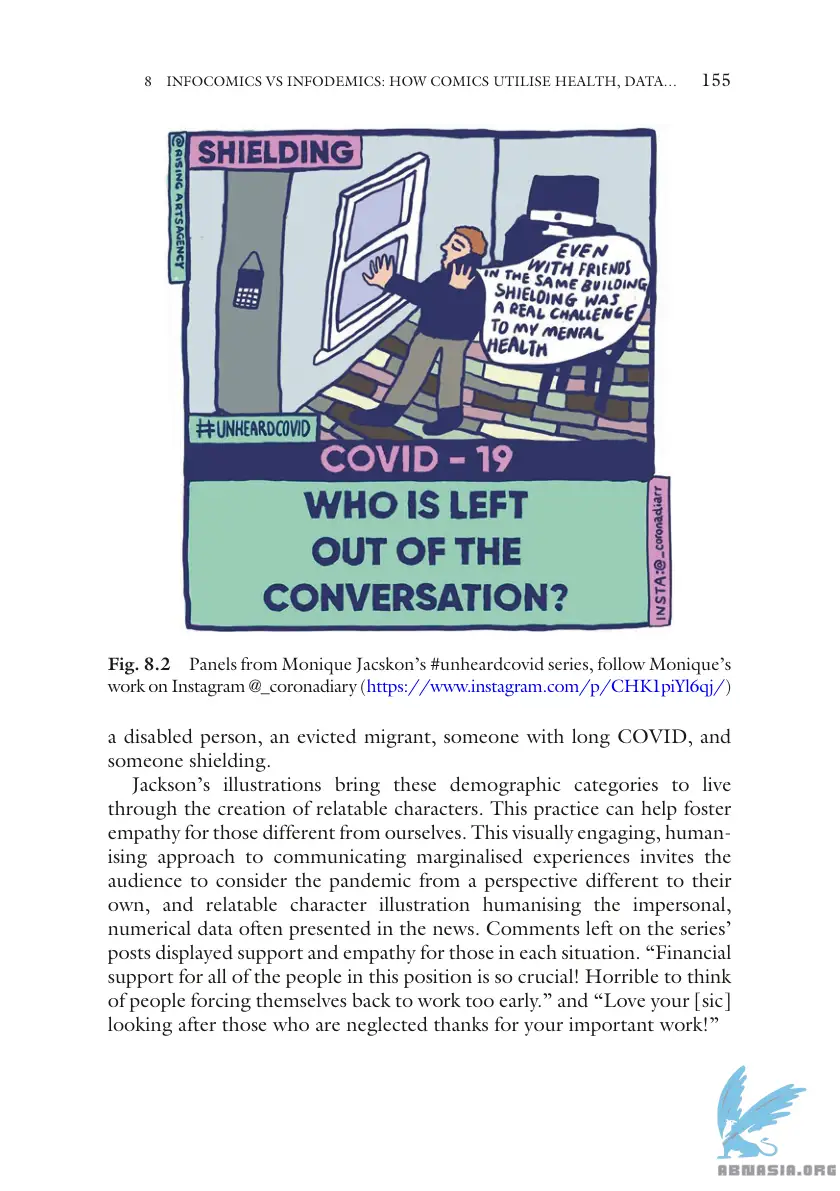 8 INFOCOMICS VS INFODEMICS: HOW COMICS UTILISE HEALTH, DATA… 155
@RISING ARTSAGENCY
SHIELDING
EVEN
WITH FRIENDS
IN THE SAME BUILDING
SHIELDING WAS
A REAL CHALLENGE
TO MY MENTAL
HEALTH
#UNHEARDCOVID
COVID - 19
WHO IS LEFT
OUT OF THE
CONVERSATION?
INSTA:@_coronadiarr
Fig. 8.2 Panels from Monique Jacskon’s #unheardcovid series, follow Monique’s
work on Instagram @_coronadiary (https://www.instagram.com/p/CHK1piYl6qj/)
a disabled person, an evicted migrant, someone with long COVID, and
someone shielding.
Jackson’s illustrations bring these demographic categories to live
through the creation of relatable characters. This practice can help foster
empathy for those different from ourselves. This visually engaging, human-
ising approach to communicating marginalised experiences invites the
audience to consider the pandemic from a perspective different to their
own, and relatable character illustration humanising the impersonal,
numerical data often presented in the news. Comments left on the series’
posts displayed support and empathy for those in each situation. “Financial
support for all of the people in this position is so crucial! Horrible to think
of people forcing themselves back to work too early.” and “Love your [sic]
looking after those who are neglected thanks for your important work!”
ABNASIA.ORG